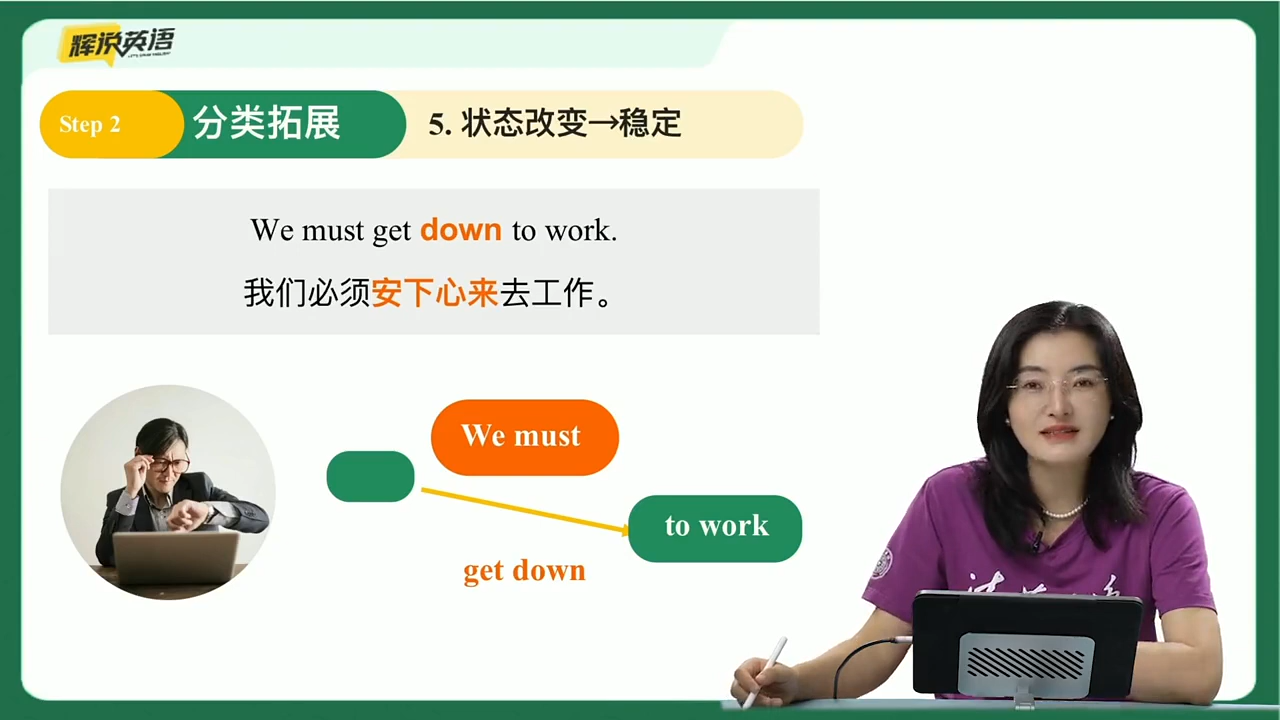 辉说英语
Step 2
分类拓展
5. 状态改变→稳定
We must get down to work.
我们必须安下心来去工作。
We must
to work
get down